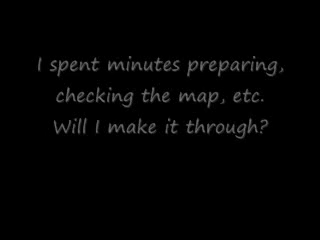 I spent minutes preparing,
checking the map, etc.
Will I make it through?